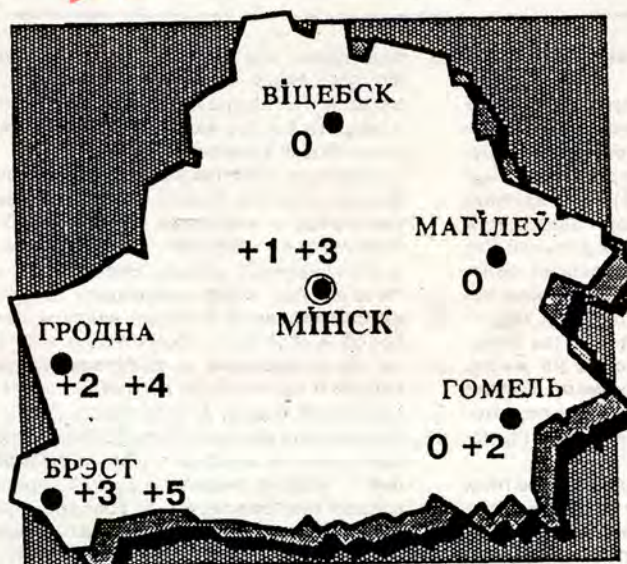 ВІЦЕБСК
0
МАГІЛЕЎ
0
+1 +3
МІНСК
ГРОДНА
+2 +4
ГОМЕЛЬ
0 +2
БРЭСТ
+3 +5